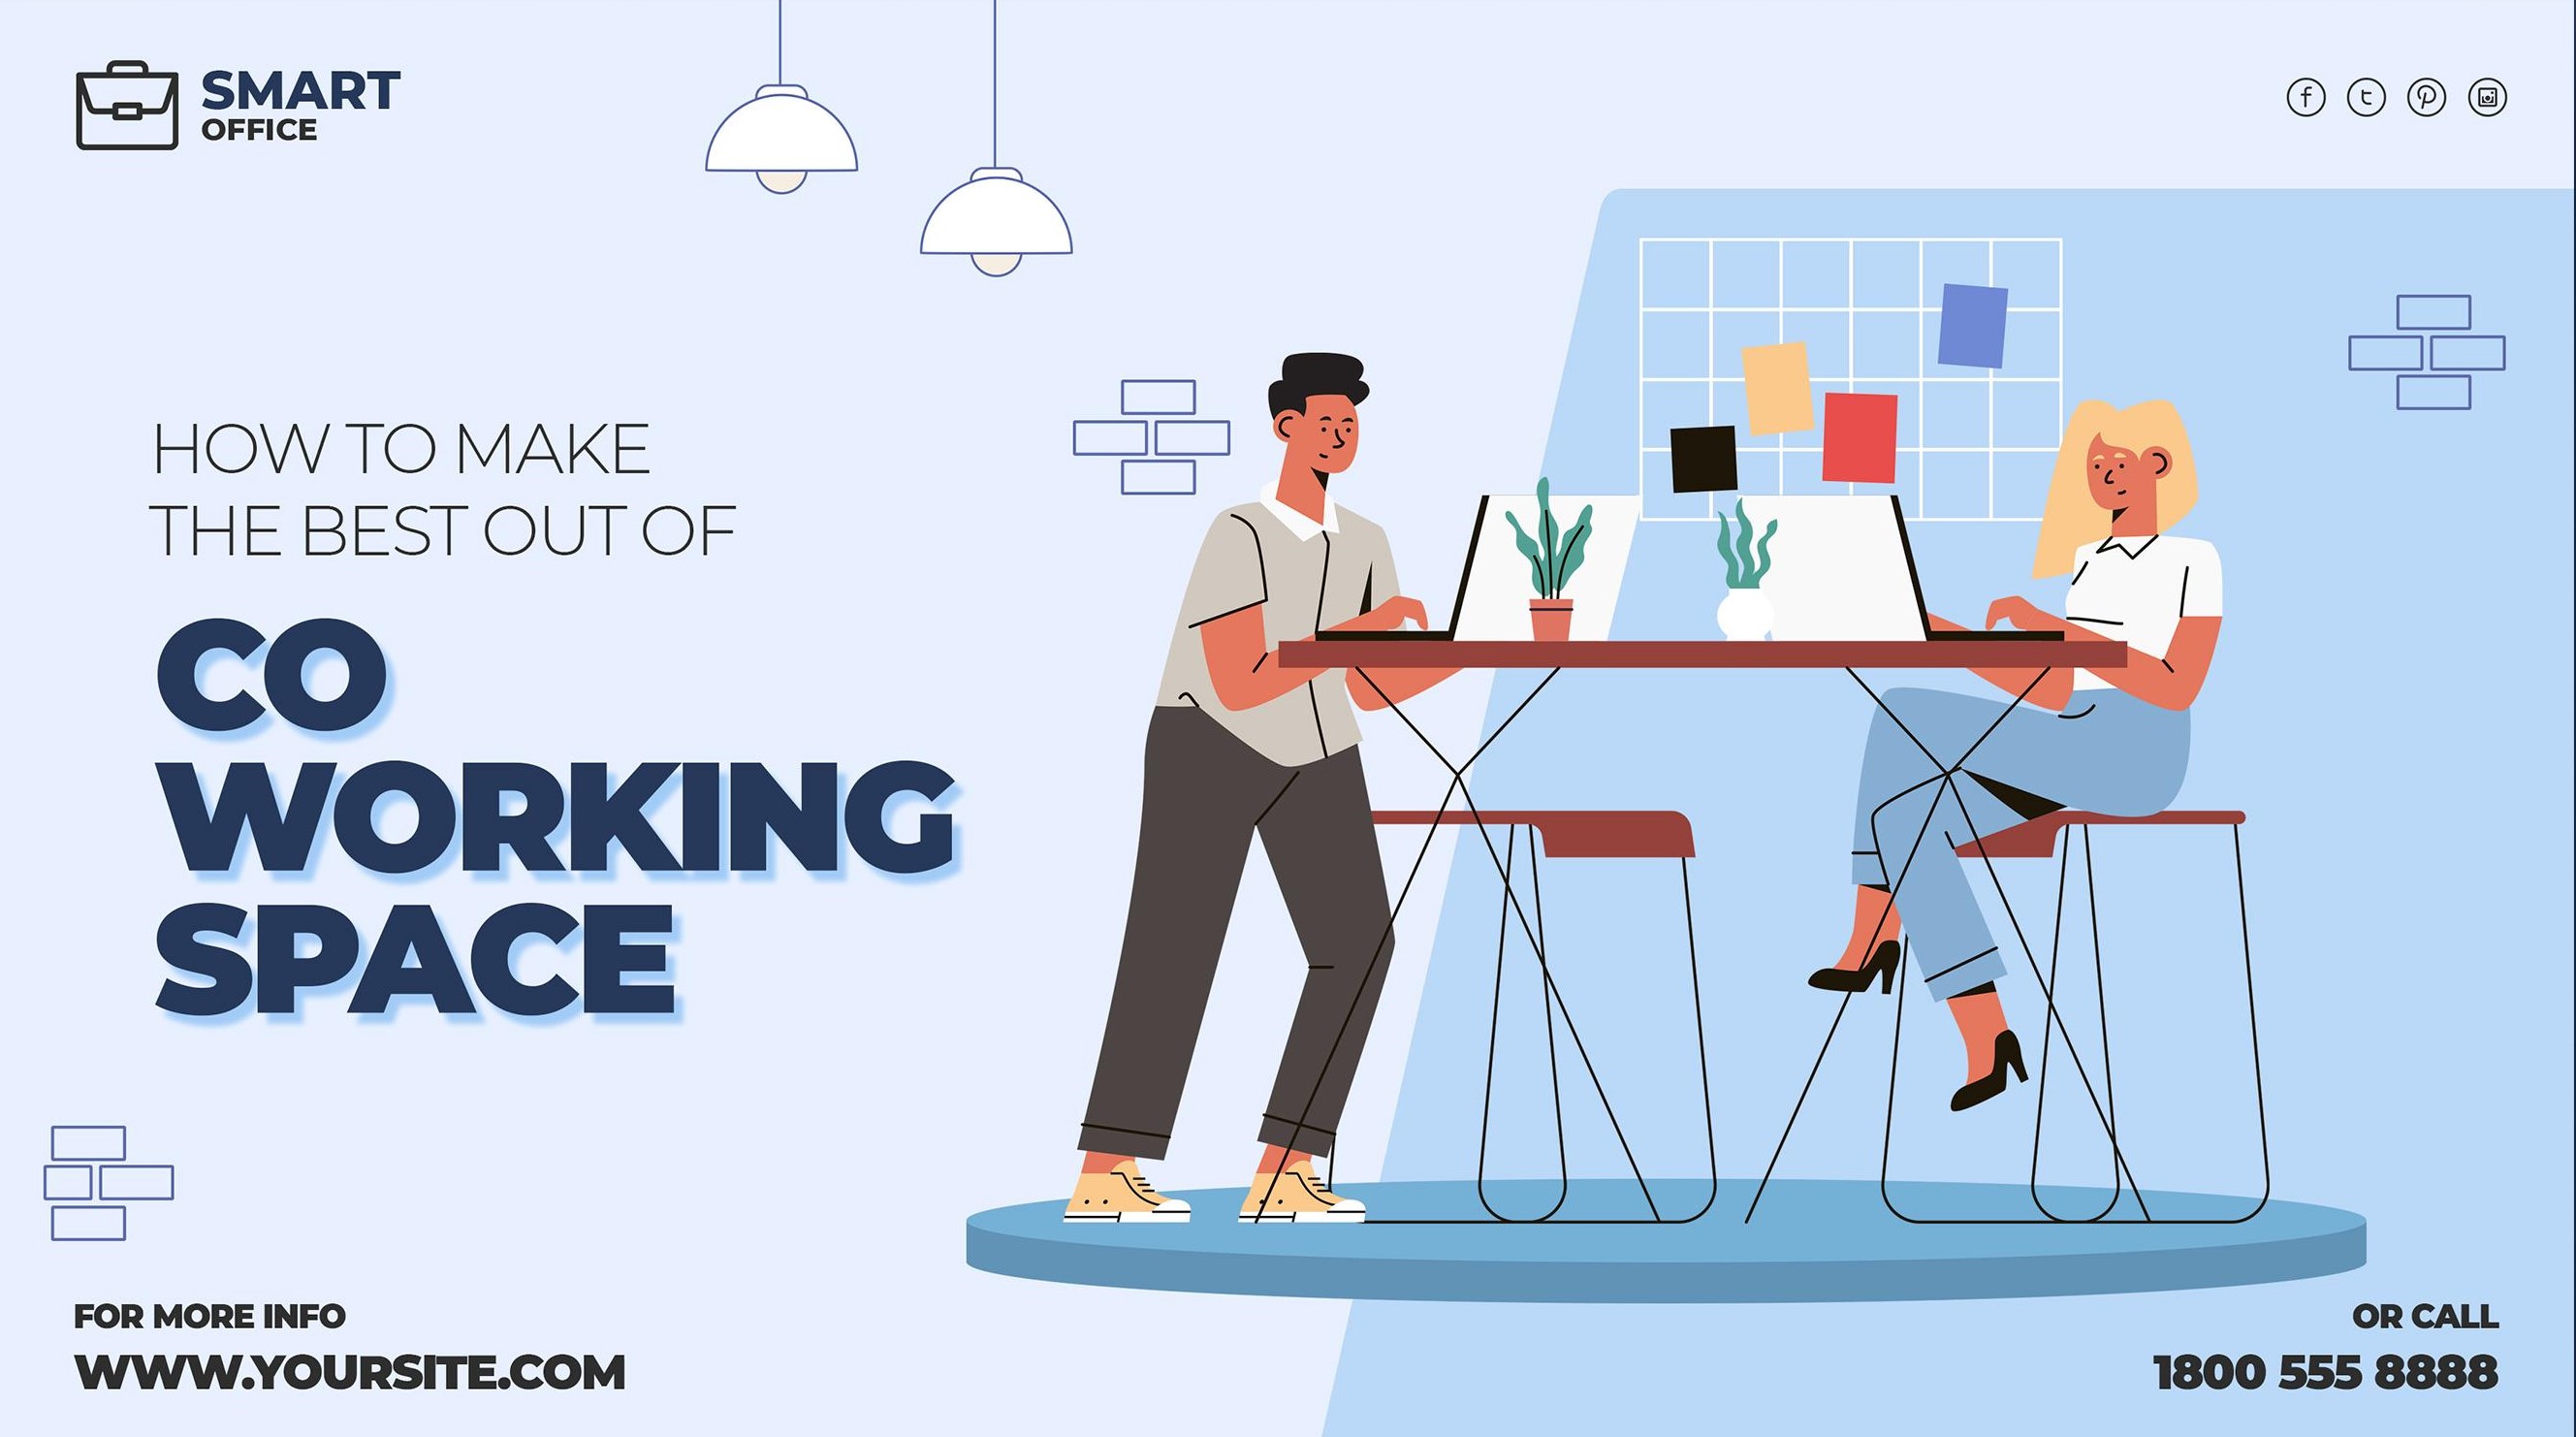 SMART
OFFICE
HOW TO MAKE
THE BEST OUT OF
CO
WORKING
SPACE
FOR MORE INFO
WWW.YOURSITE.COM
OR CALL
1800 555 8888